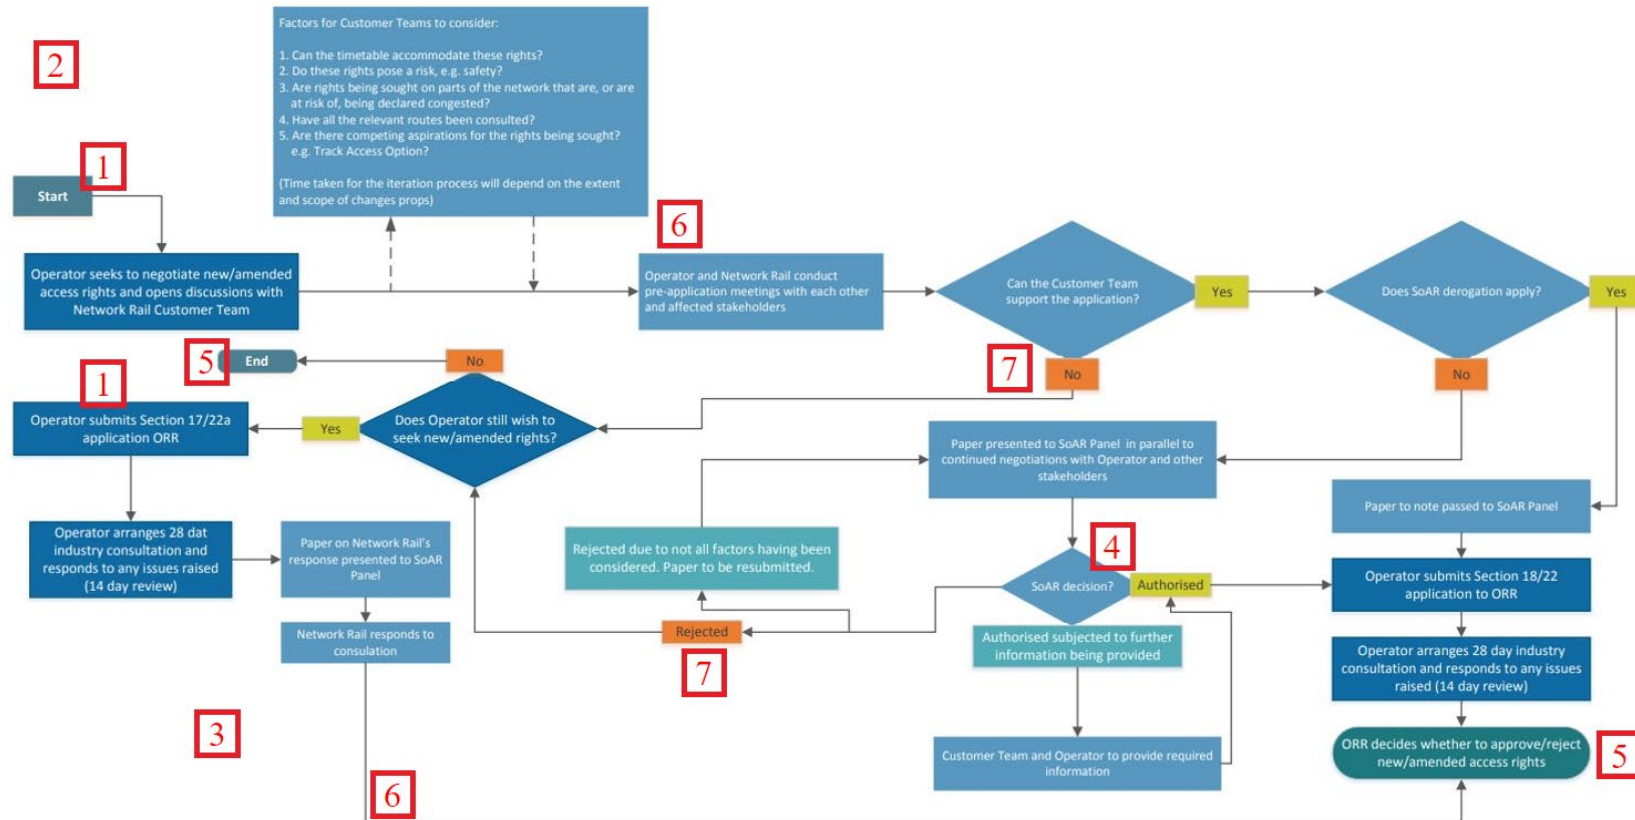 Factors for Customer Teams to consider:
1. Can the timetable accommodate these rights?
2. Do these rights pose a risk, e.g. safety?
3. Are rights being sought on parts of the network that are, or are
at risk of, being declared congested?
4. Have all the relevant routes been consulted?
5. Are there competing aspirations for the rights being sought?
e.g. Track Access Option?
(Time taken for the iteration process will depend on the extent
and scope of changes props)
2
1
Start
6
Operator seeks to negotiate new/amended
access rights and opens discussions with
Network Rail Customer Team
Operator and Network Rail conduct
pre-application meetings with each other
and affected stakeholders
Can the Customer Team
support the application?
Yes
Does SoAR derogation apply?
Yes
5
End
No
7
No
No
1
Operator submits Section 17/22a
application ORR
Yes
Does Operator still wish to
seek new/amended rights?
Paper presented to SoAR Panel in parallel to
continued negotiations with Operator and other
stakeholders
Paper to note passed to SoAR Panel
Operator arranges 28 dat
industry consultation and
responds to any issues raised
(14 day review)
Paper on Network Rail's
response presented to SoAR
Panel
Rejected due to not all factors having been
considered. Paper to be resubmitted.
4
SoAR decision?
Authorised
Operator submits Section 18/22
application to ORR
Network Rail responds to
consulation
Rejected
7
Authorised subjected to further
information being provided
Operator arranges 28 day industry
consultation and responds to any issues
raised (14 day review)
3
Customer Team and Operator to provide required
information
ORR decides whether to approve/reject
new/amended access rights
5
6